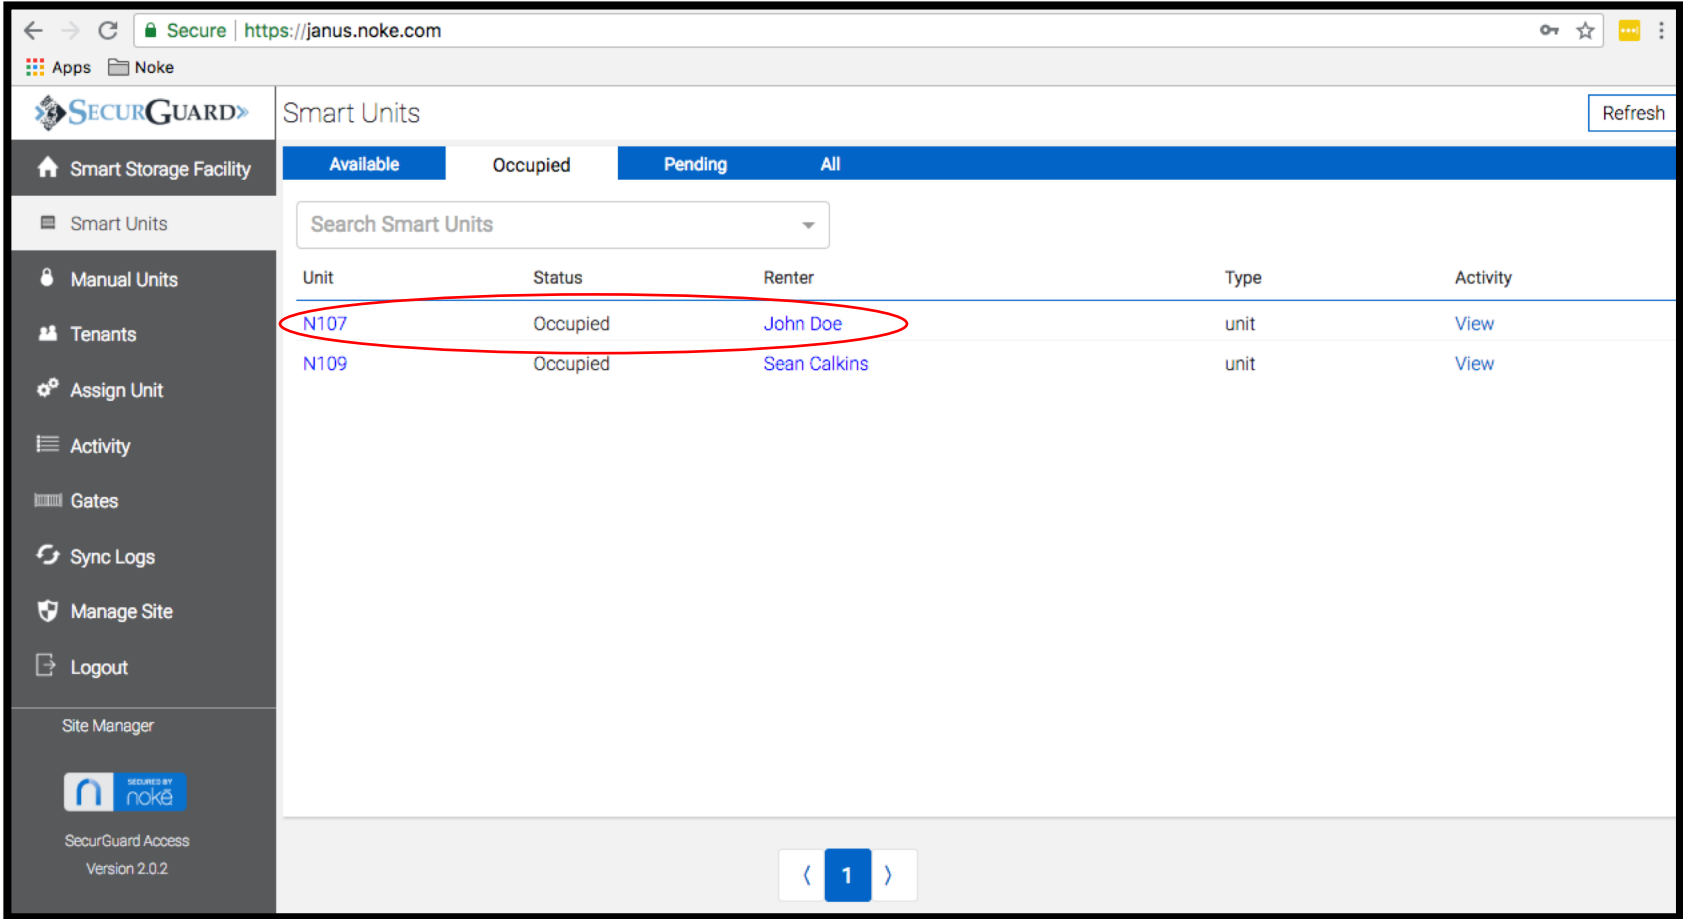 Secure https://janus.noke.com
Apps Noke
SECURGUARD
Smart Units
Refresh
Smart Storage Facility
Smart Units
Manual Units
Tenants
Assign Unit
Activity
Gates
Sync Logs
Manage Site
Logout
Site Manager
SECURED BY
nokē
SecurGuard Access
Version 2.0.2
Available Occupied Pending All
Search Smart Units
Unit Status Renter Type Activity
N107 Occupied John Doe unit View
N109 Occupied Sean Calkins unit View
1